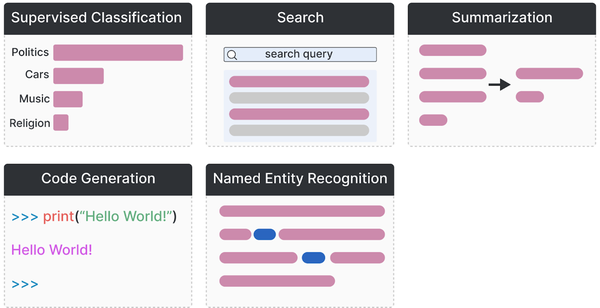 Supervised Classification
Politics
Cars
Music
Religion
Search
search query
Summarization
Code Generation
>>> print(“Hello World!”)
Hello World!
>>>
Named Entity Recognition